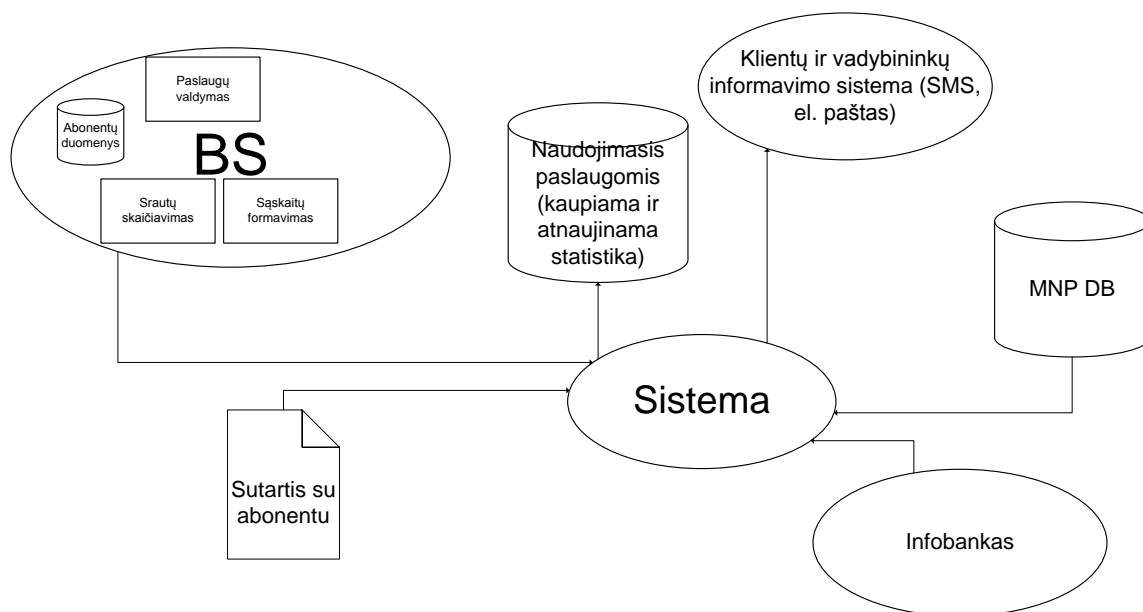 Paslaugų
valdymas
Abonentų
duomenys
BS
Srautų
skaičiavimas
Sąskaitų
formavimas
Naudojimasis
paslaugomis
(kaupiama ir
atnaujinama
statistika)
Klientų ir vadybininkų
informavimo sistema (SMS,
el. paštas)
MNP DB
Sistema
Sutartis su
abonentu
Infobankas